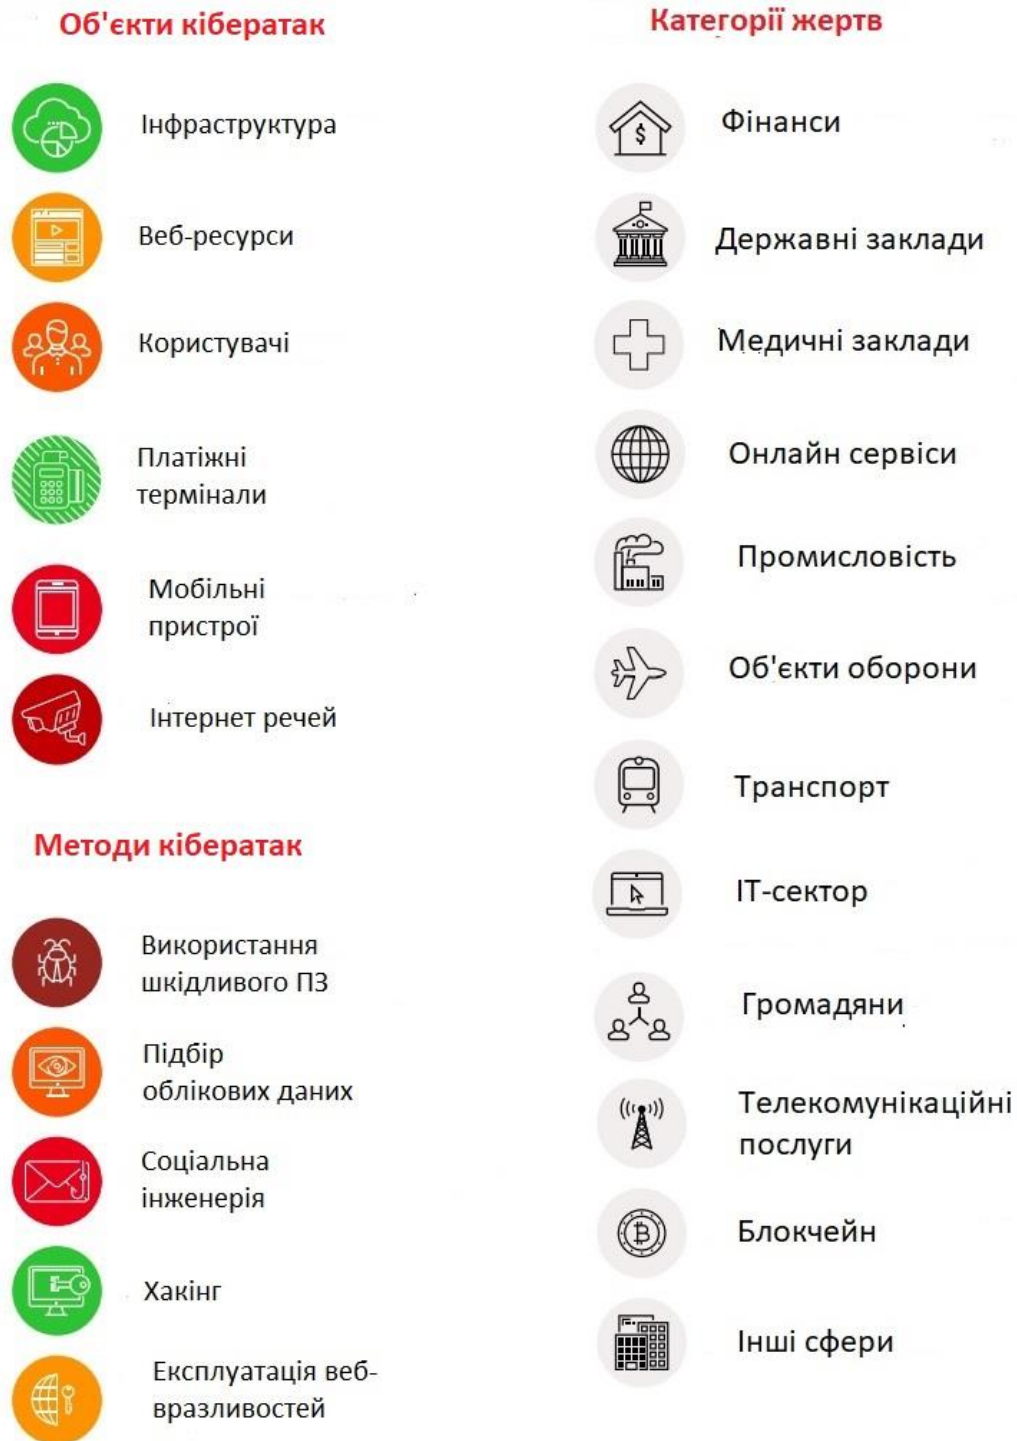 Об'єкти кібератак
Інфраструктура
Веб-ресурси
Користувачі
Платіжні
термінали
Мобільні
пристрої
Інтернет речей
Методи кібератак
Використання
шкідливого ПЗ
Підбір
облікових даних
Соціальна
інженерія
Хакінг
Експлуатація веб-
вразливостей
Категорії жертв
$
Фінанси
Державні заклади
Медичні заклади
Онлайн сервіси
Промисловість
Об'єкти оборони
Транспорт
ІТ-сектор
Громадяни
Телекомунікаційні
послуги
Блокчейн
Інші сфери